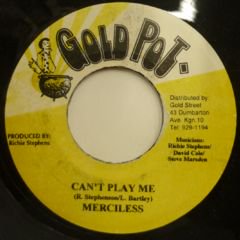 GOLD POT.
PRODUCED BY:
Richie Stephens
Distributed by:
Gold Street
43 Dumbarton
Ave. Kgn.10
Tel: 929-1194
Musicians:
Richie Stephens/
David Cole/
Steve Marsden
CAN'T PLAY ME
(R. Stephenson/L. Bartley)
MERCILESS